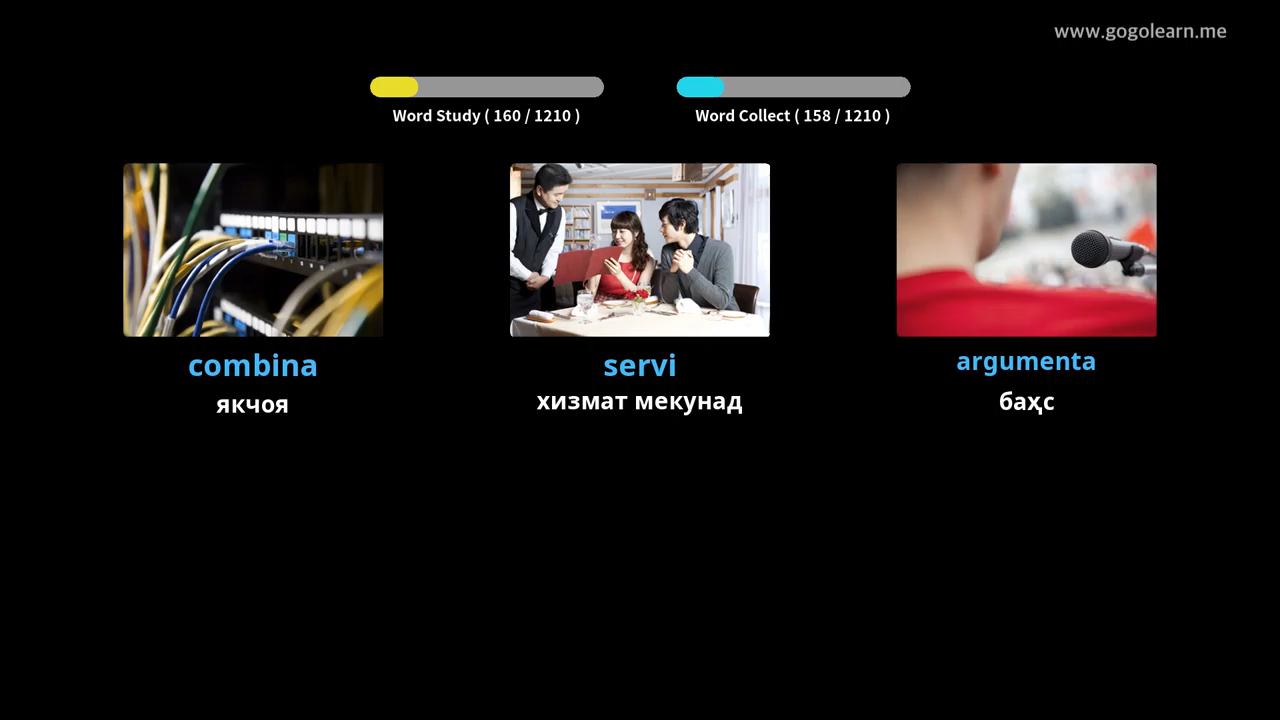 www.gogolearn.me
Word Study ( 160 / 1210 )
Word Collect ( 158 / 1210 )
combina
servi
argumenta
якчоя
хизмат мекунад
баҳс